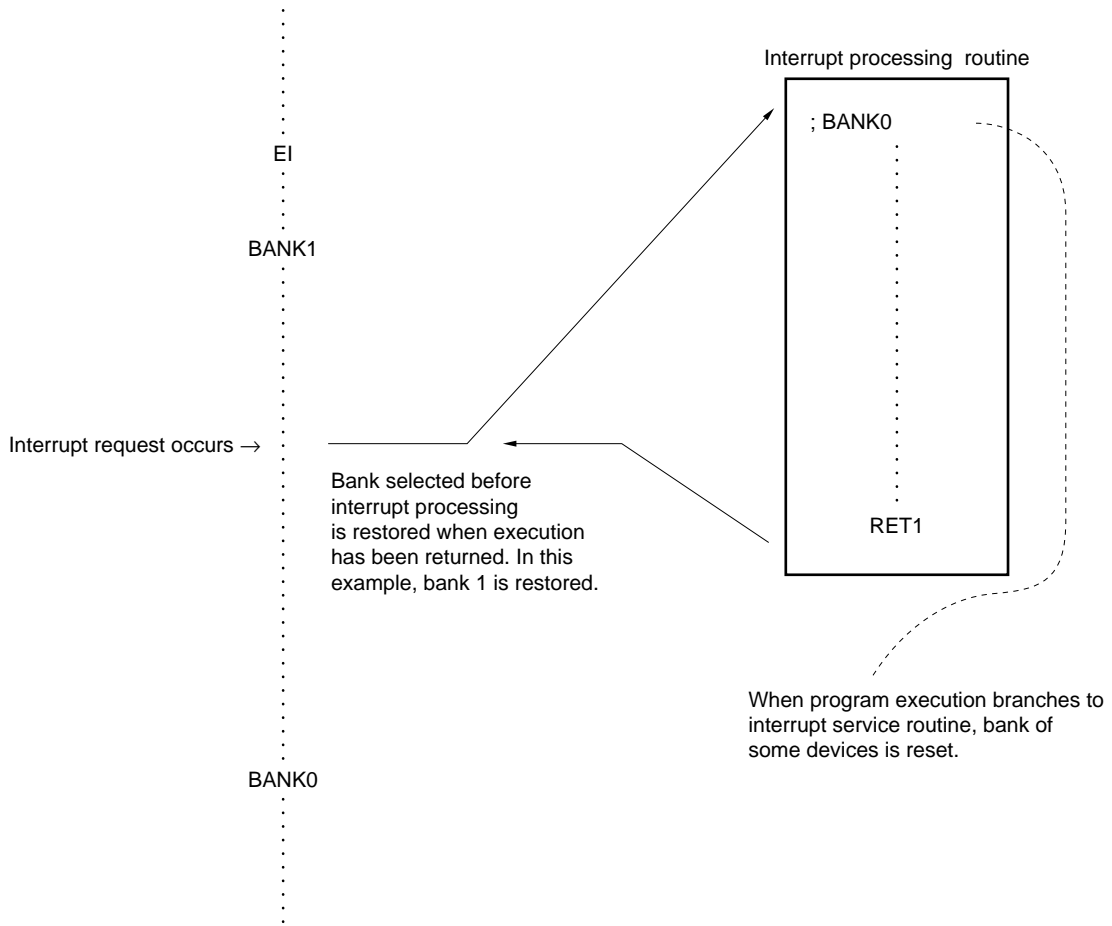 Interrupt processing routine
; BANK0
EI
BANK1
Interrupt request occurs →
Bank selected before
interrupt processing
is restored when execution
has been returned. In this
example, bank 1 is restored.
RET1
When program execution branches to
interrupt service routine, bank of
some devices is reset.
BANK0